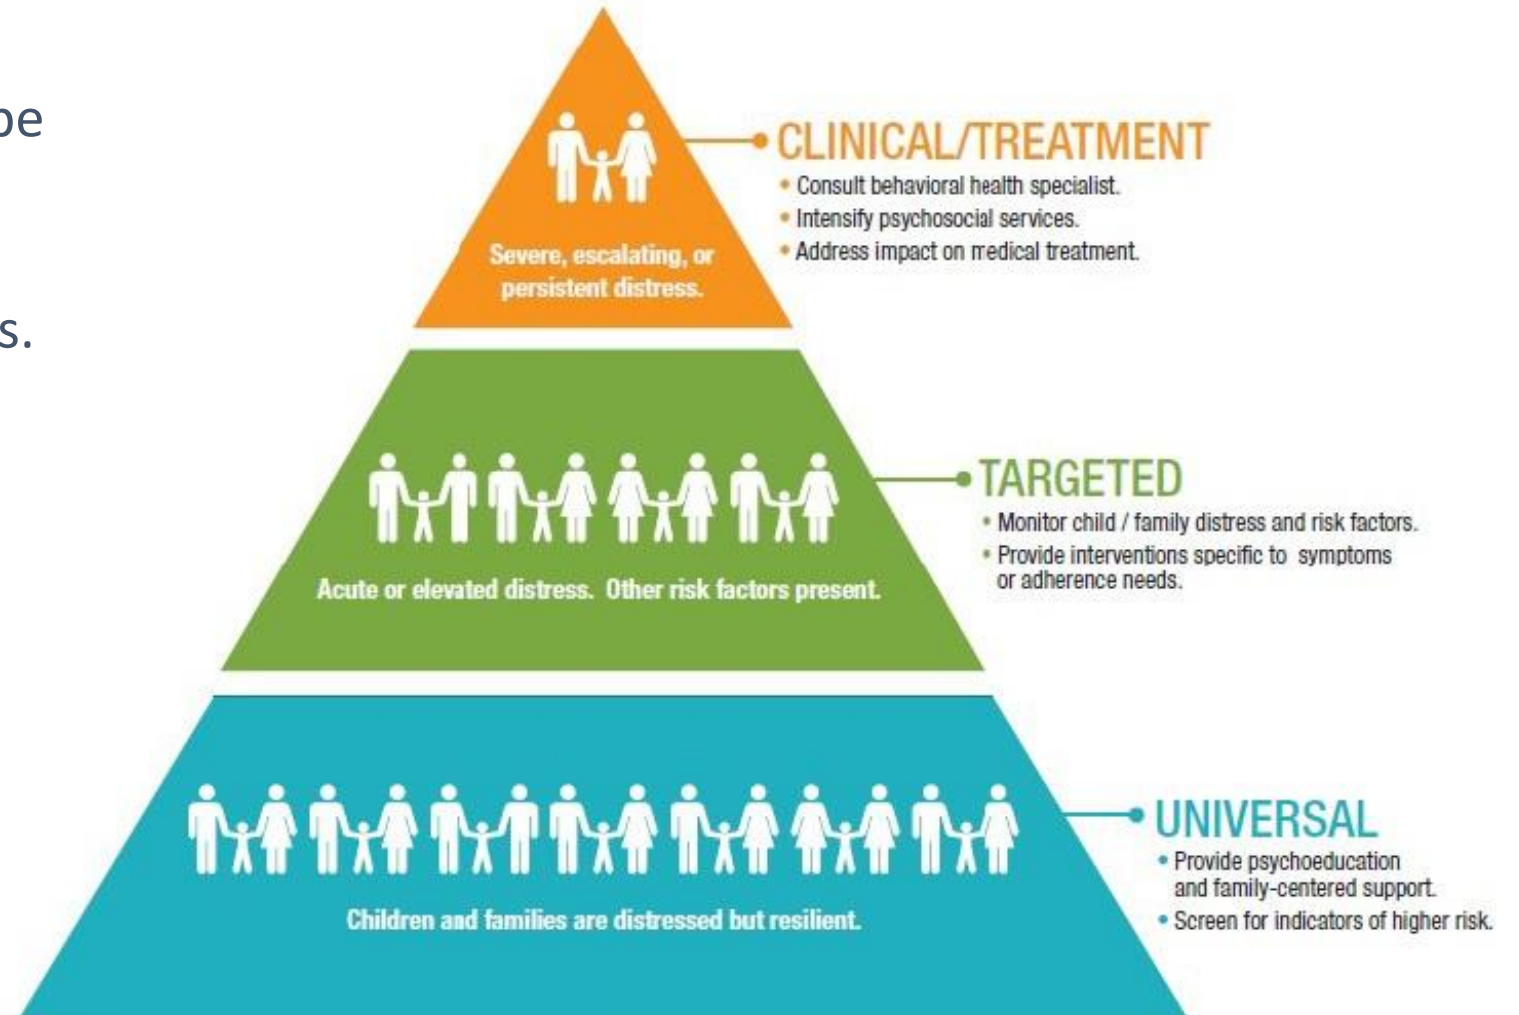 be
s.
CLINICAL/TREATMENT
• Consult behavioral health specialist.
• Intensify psychosocial services.
• Address impact on medical treatment.
Severe, escalating, or
persistent distress.
TARGETED
• Monitor child / family distress and risk factors.
• Provide interventions specific to symptoms
or adherence needs.
Acute or elevated distress. Other risk factors present.
UNIVERSAL
• Provide psychoeducation
and family-centered support.
• Screen for indicators of higher risk.
Children and families are distressed but resilient.